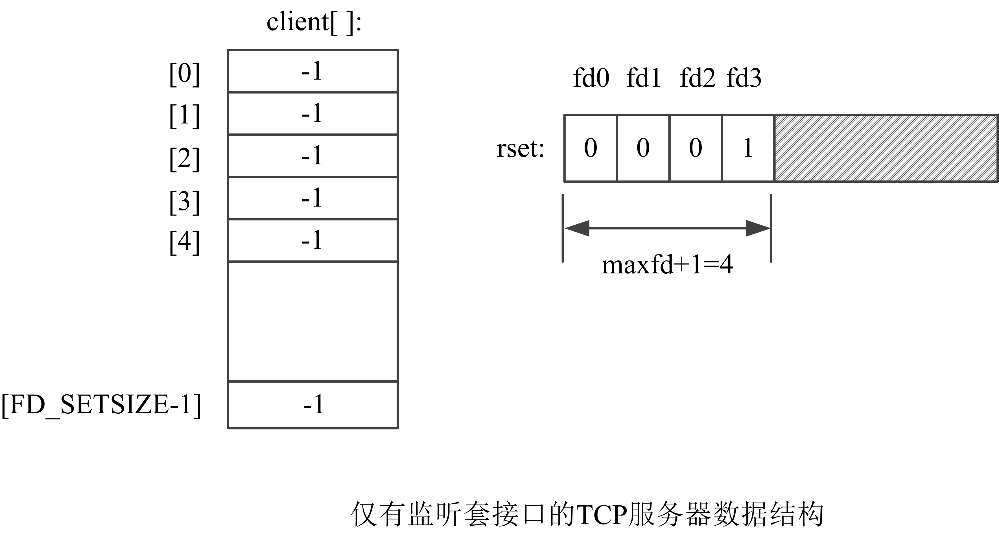 client[ ]:
[0] -1
[1] -1
[2] -1
[3] -1
[4] -1
[FD_SETSIZE-1] -1
fd0 fd1 fd2 fd3
rset: 0 0 0 1
maxfd+1=4
仅有监听套接口的TCP服务器数据结构